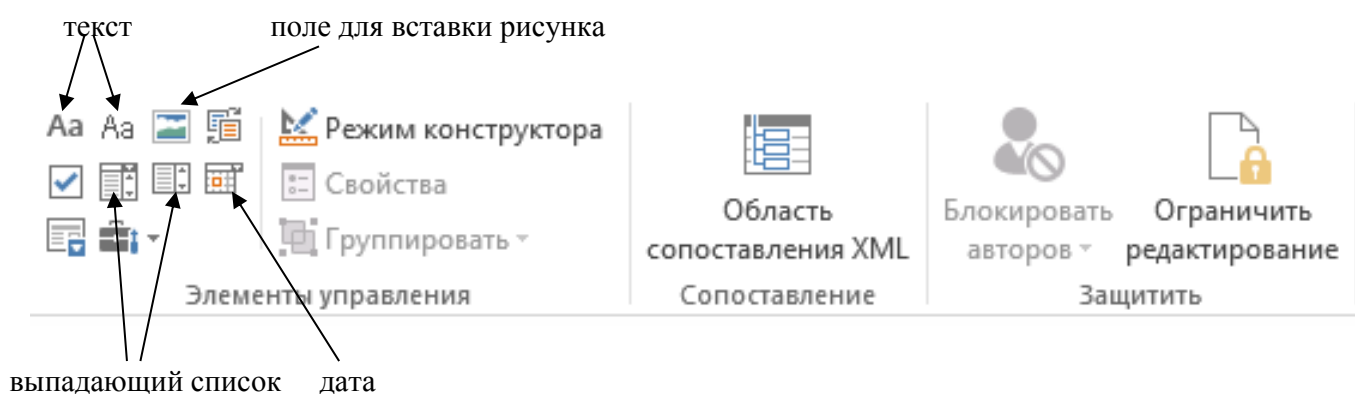 текст поле для вставки рисунка
Aa Aa Режим конструктора
Свойства
Группировать
Элементы управления
Область
сопоставления XML
Сопоставление
Блокировать
авторов
Ограничить
редактирование
Защитить
выпадающий список дата